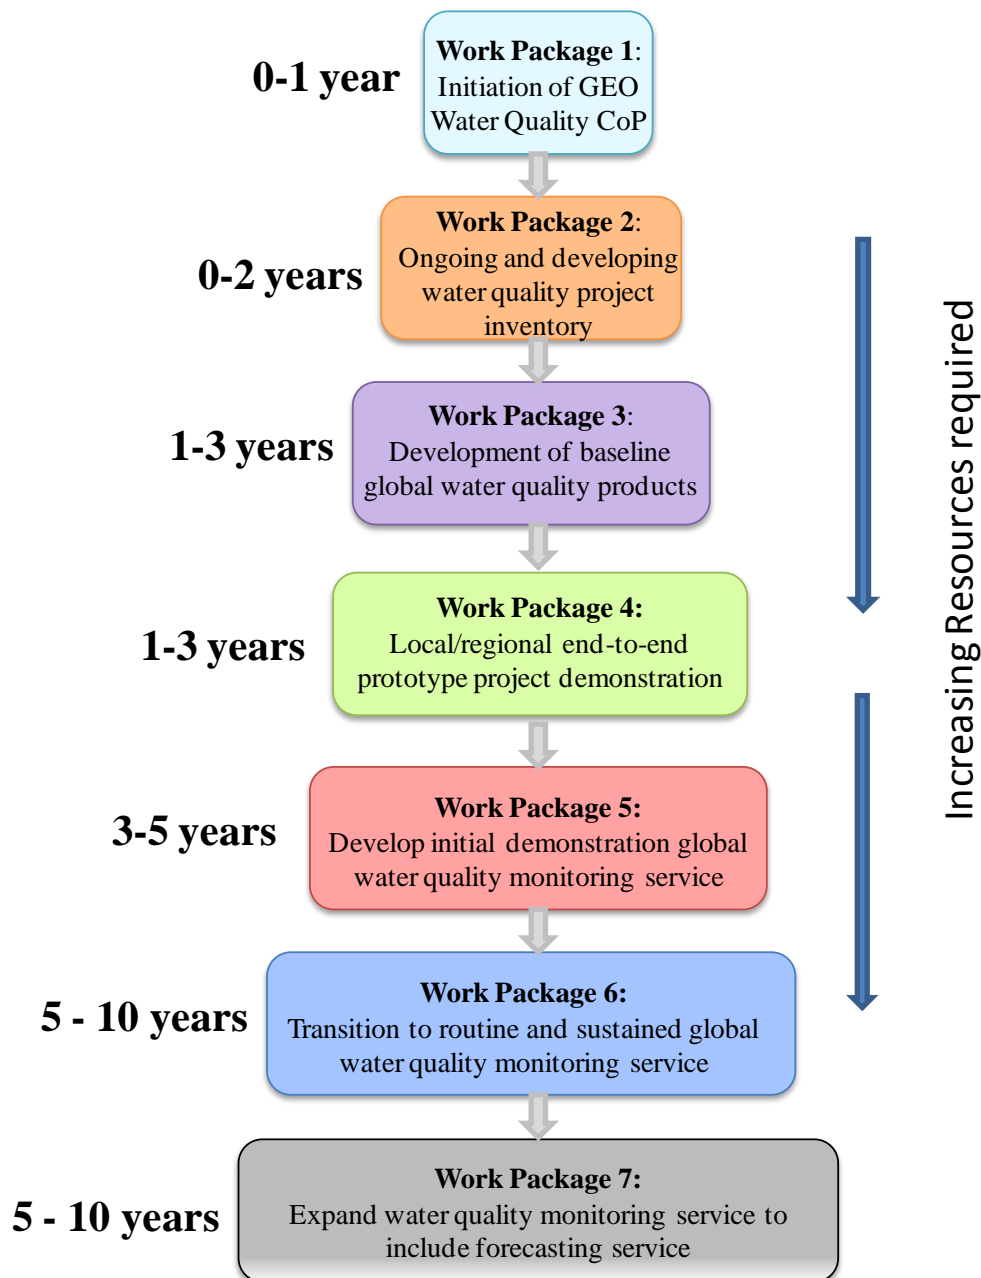 0-1 year
Work Package 1:
Initiation of GEO
Water Quality CoP
0-2 years
Work Package 2:
Ongoing and developing
water quality project
inventory
1-3 years
Work Package 3:
Development of baseline
global water quality products
1-3 years
Work Package 4:
Local/regional end-to-end
prototype project demonstration
3-5 years
Work Package 5:
Develop initial demonstration global
water quality monitoring service
5 - 10 years
Work Package 6:
Transition to routine and sustained global
water quality monitoring service
5 - 10 years
Work Package 7:
Expand water quality monitoring service to
include forecasting service
Increasing Resources required